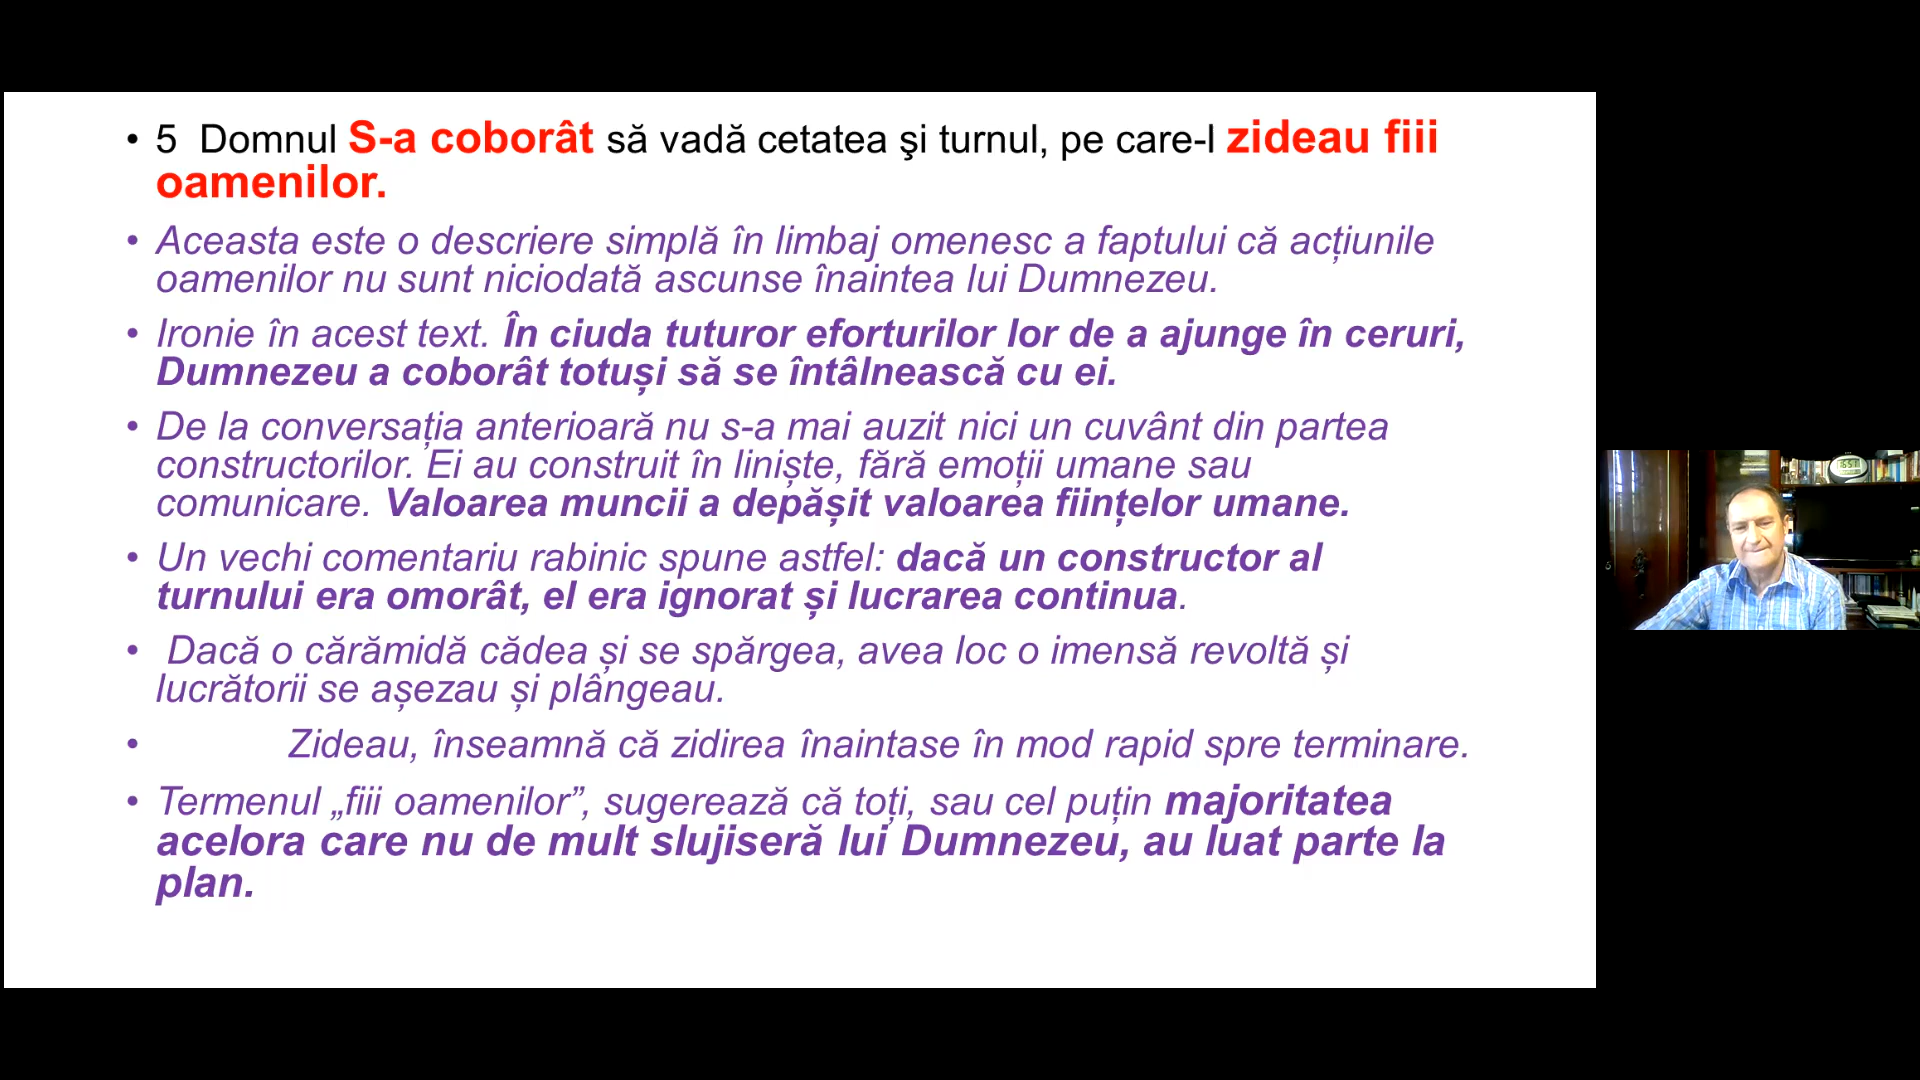 • 5 Domnul S-a coborât să vadă cetatea şi turnul, pe care-l zideau fiii
oamenilor.
• Aceasta este o descriere simplă în limbaj omenesc a faptului că acțiunile
oamenilor nu sunt niciodată ascunse înaintea lui Dumnezeu.
• Ironie în acest text. În ciuda tuturor eforturilor lor de a ajunge în ceruri,
Dumnezeu a coborât totuși să se întâlnească cu ei.
• De la conversația anterioară nu s-a mai auzit nici un cuvânt din partea
constructorilor. Ei au construit în liniște, fără emoții umane sau
comunicare. Valoarea muncii a depășit valoarea ființelor umane.
• Un vechi comentariu rabinic spune astfel: dacă un constructor al
turnului era omorât, el era ignorat și lucrarea continua.
• Dacă o cărămidă cădea și se spărgea, avea loc o imensă revoltă și
lucrătorii se așezau și plângeau.
• Zideau, înseamnă că zidirea înaintase în mod rapid spre terminare.
• Termenul „fiii oamenilor”, sugerează că toți, sau cel puțin majoritatea
acelora care nu de mult slujiseră lui Dumnezeu, au luat parte la
plan.